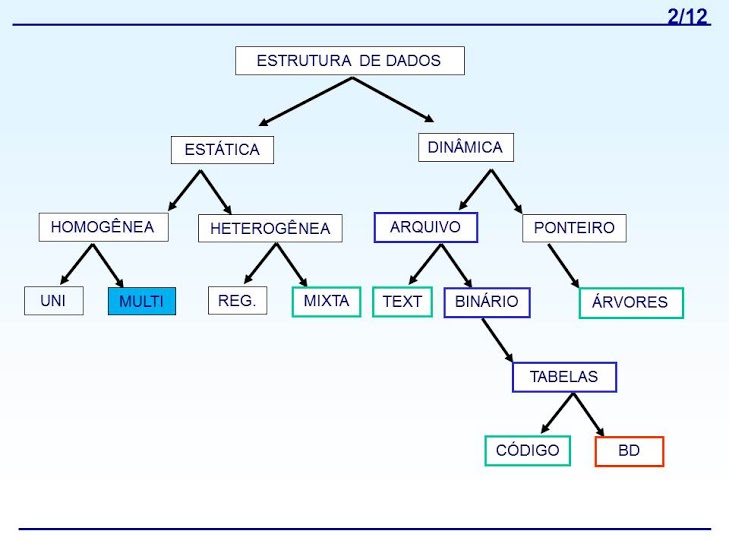 2/12
ESTRUTURA DE DADOS
ESTÁTICA
DINÂMICA
HOMOGÊNEA
HETEROGÊNEA
ARQUIVO
PONTEIRO
UNI
MULTI
REG.
MIXTA
TEXT
BINÁRIO
ÁRVORES
TABELAS
CÓDIGO
BD